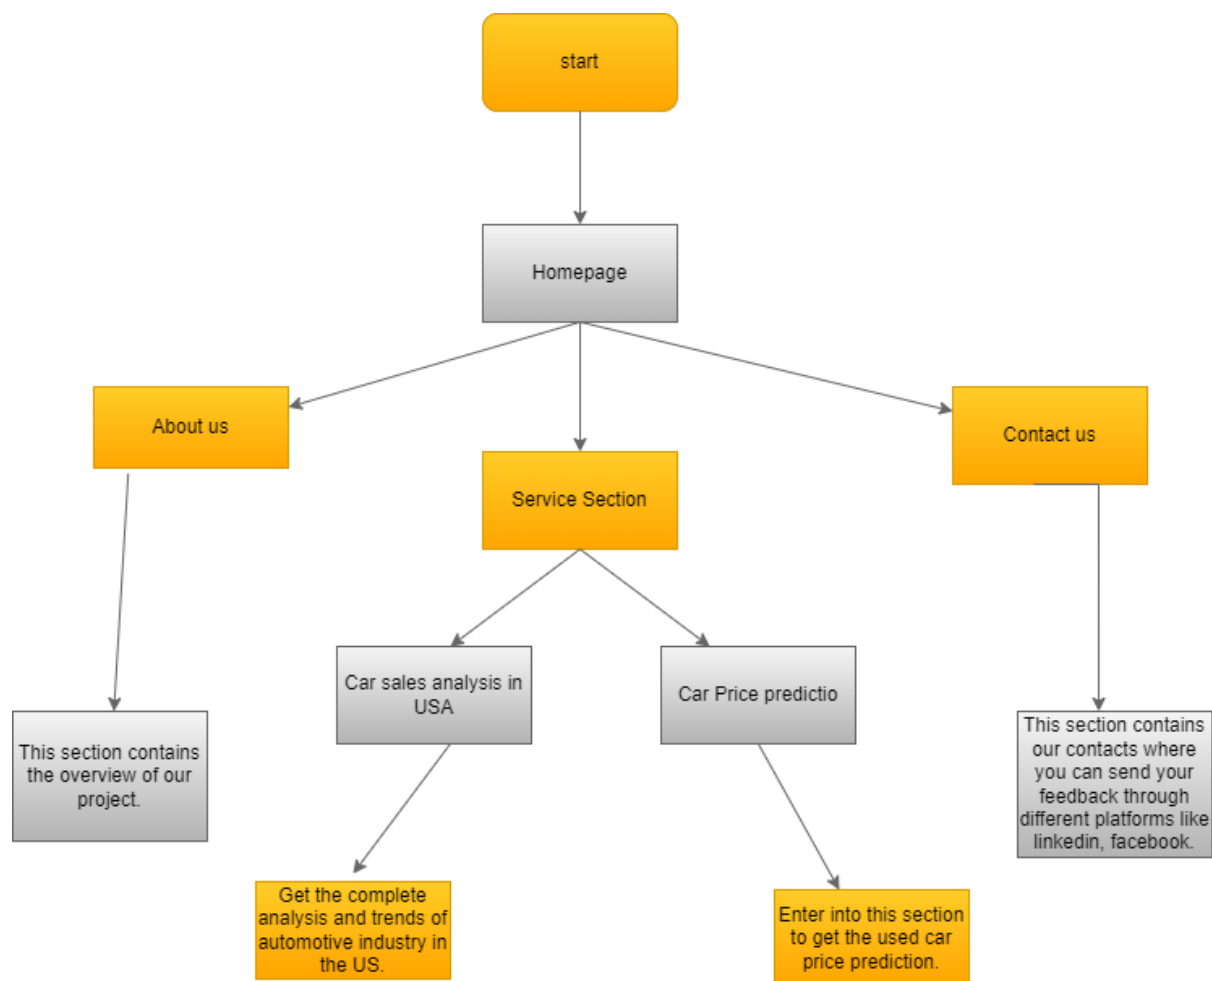 start
Homepage
About us
Contact us
Service Section
Car sales analysis in
USA
Car Price predictio
This section contains
the overview of our
project.
This section contains
our contacts where
you can send your
feedback through
different platforms like
linkedin, facebook.
Get the complete
analysis and trends of
automotive industry in
the US.
Enter into this section
to get the used car
price prediction.